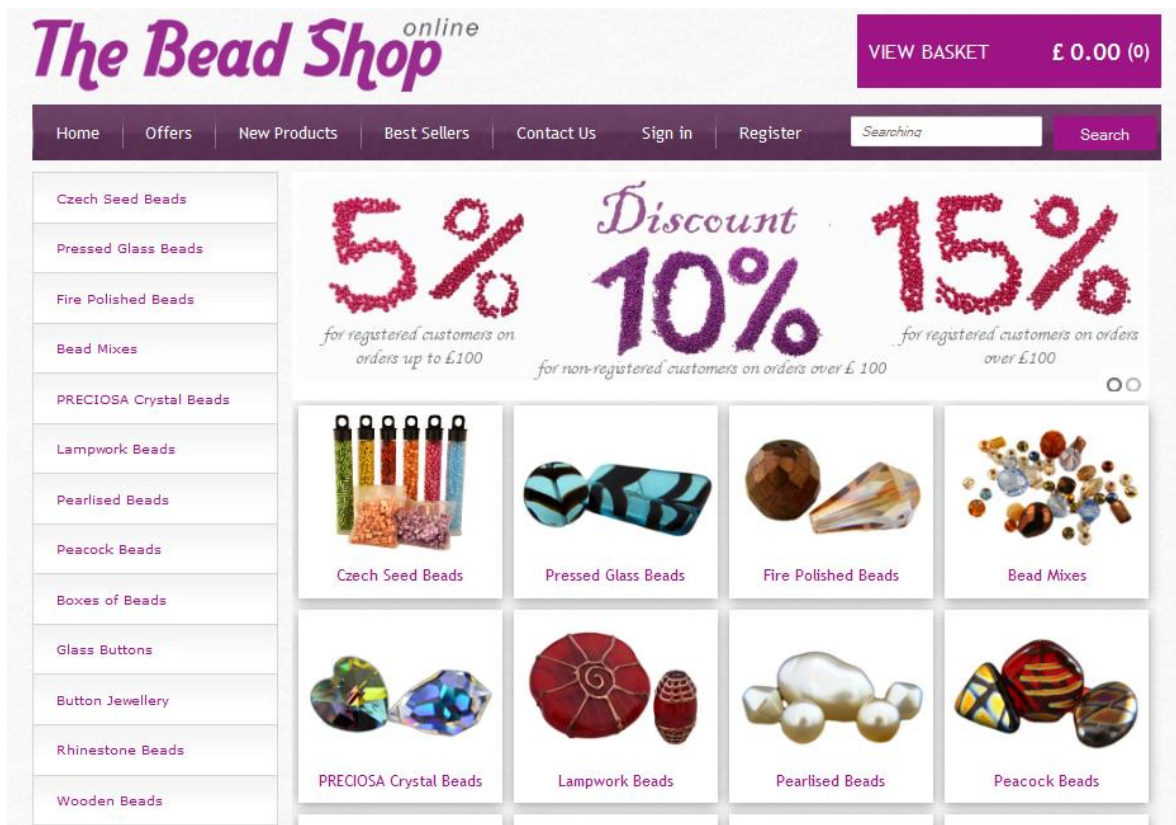 The Bead Shop
online
VIEW BASKET £ 0.00 (0)
Home Offers New Products Best Sellers Contact Us Sign in Register Searching Search
Czech Seed Beads
Pressed Glass Beads
Fire Polished Beads
Bead Mixes
PRECIOSA Crystal Beads
Lampwork Beads
Pearlised Beads
Peacock Beads
Boxes of Beads
Glass Buttons
Button Jewellery
Rhinestone Beads
Wooden Beads
5%
for registered customers on
orders up to £100
Discount
10%
for non-registered customers on orders over £ 100
15%
for registered customers on orders
over £100
Czech Seed Beads
Pressed Glass Beads
Fire Polished Beads
Bead Mixes
PRECIOSA Crystal Beads
Lampwork Beads
Pearlised Beads
Peacock Beads